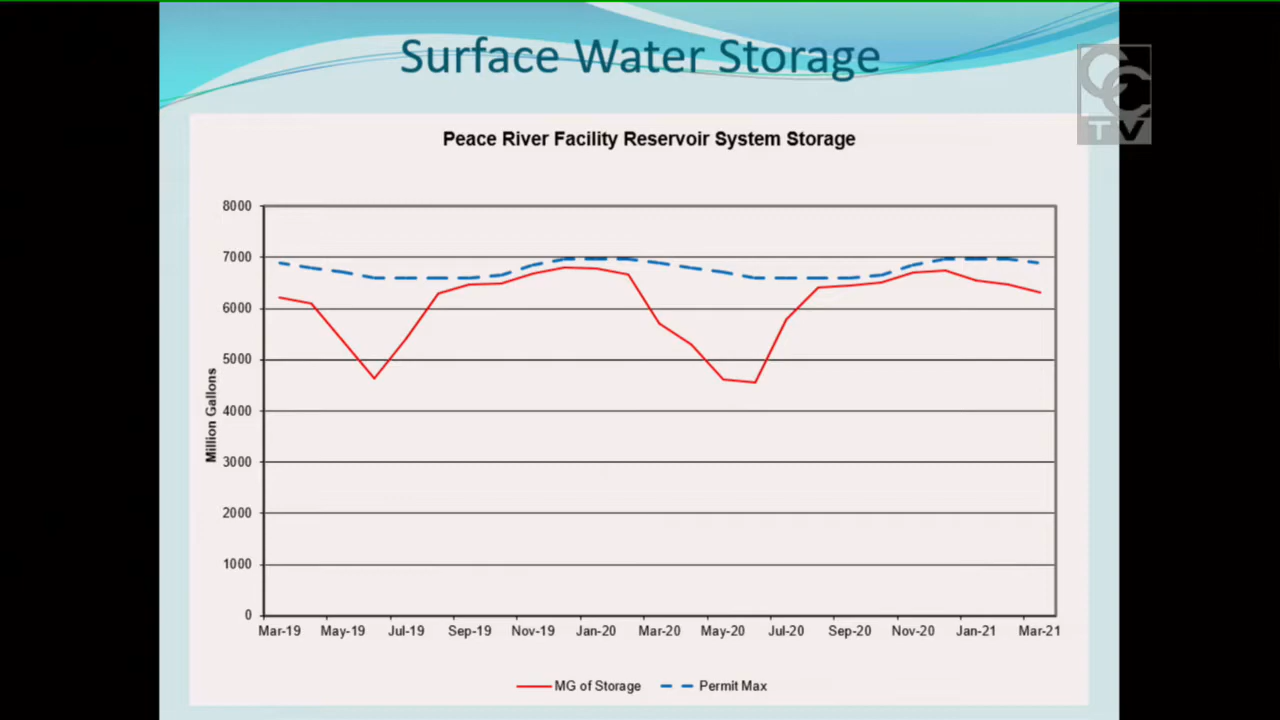 Surface Water Storage
CC
TV
Peace River Facility Reservoir System Storage
8000
7000
6000
5000
4000
3000
2000
1000
0
Million Gallons
Mar-19 May-19 Jul-19 Sep-19 Nov-19 Jan-20 Mar-20 May-20 Jul-20 Sep-20 Nov-20 Jan-21 Mar-21
MG of Storage Permit Max